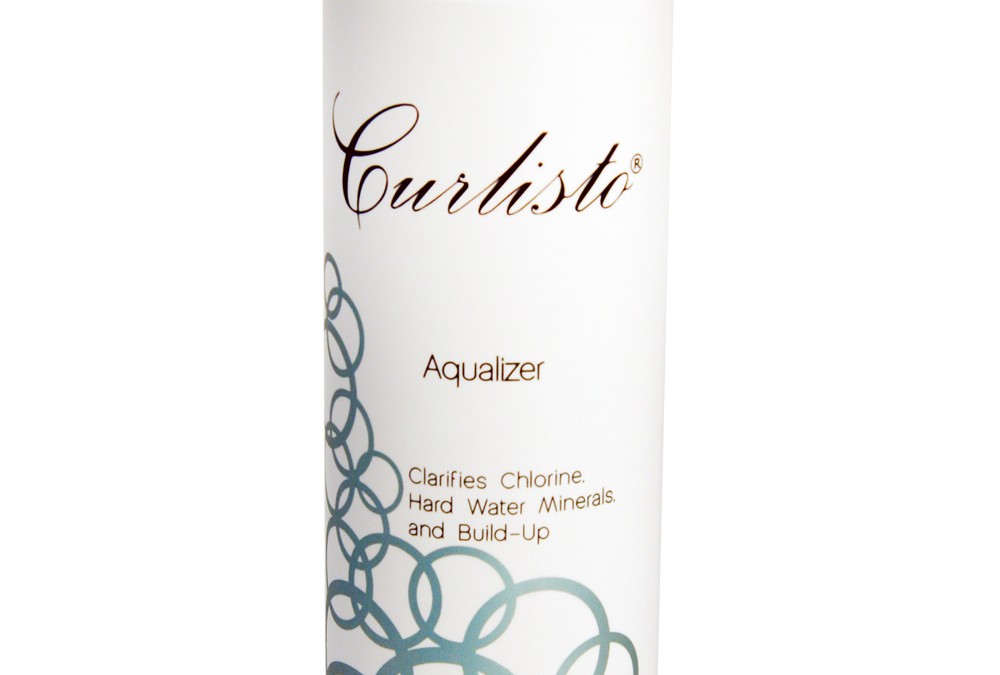 Curlisto®
Aqualizer
Clarifies Chlorine,
Hard Water Minerals,
and Build-Up